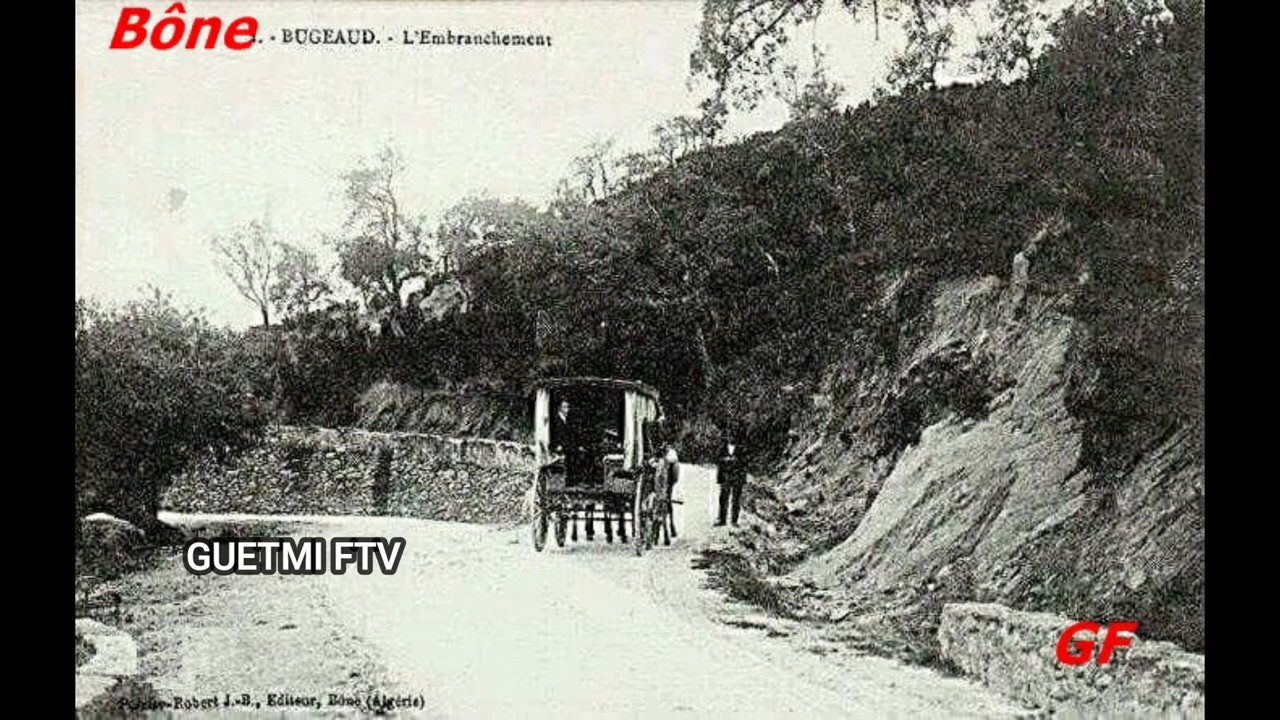 Bône . - BUGEAUD. - L'Embranchement
GUETMI FTV
GF
-Robert J.-B., Editeur, Bône (Algérie)